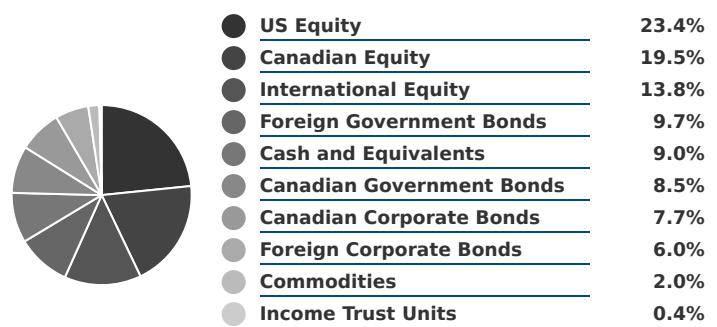 US Equity 23.4%
Canadian Equity 19.5%
International Equity 13.8%
Foreign Government Bonds 9.7%
Cash and Equivalents 9.0%
Canadian Government Bonds 8.5%
Canadian Corporate Bonds 7.7%
Foreign Corporate Bonds 6.0%
Commodities 2.0%
Income Trust Units 0.4%